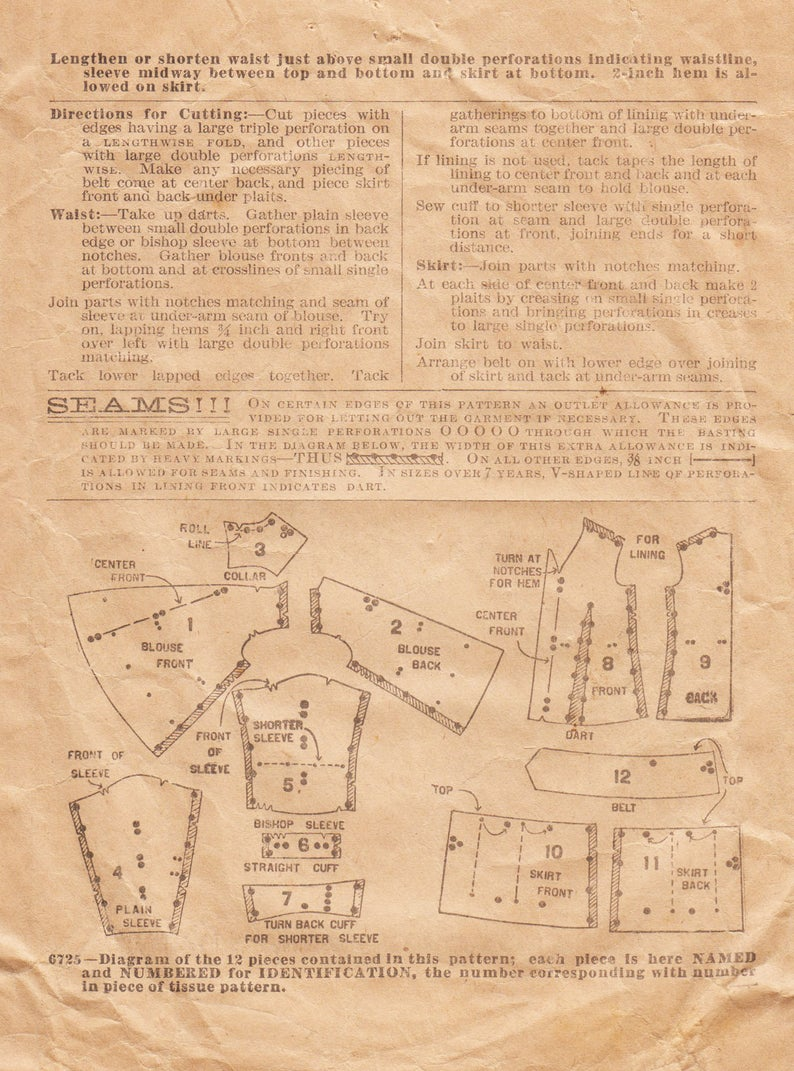 Lengthen or shorten waist just above small double perforations indicating waistline,
sleeve midway between top and bottom and skirt at bottom. 2-inch hem is al-
lowed on skirt.
Directions for Cutting:—Cut pieces with
edges having a large triple perforation on
a LENGTHWISE FOLD, and other pieces
with large double perforations LENGTH-
WISE. Make any necessary piecing of
belt come at center back, and piece skirt
front and back under plaits.
Waist:—Take up darts. Gather plain sleeve
between small double perforations in back
edge or bishop sleeve at bottom between
notches. Gather blouse fronts and back
at bottom and at crosslines of small single
perforations.
Join parts with notches matching and seam of
sleeve at under-arm seam of blouse. Try
on, lapping hems ¾ inch and right front
over left with large double perforations
matching.
Tack lower lapped edges together. Tack
gatherings to bottom of lining with under-
arm seams together and large double per-
forations at center front.
If lining is not used, tack tapes the length of
lining to center front and back and at each
under-arm seam to hold blouse.
Sew cuff to shorter sleeve with single perfora-
tion at seam and large double perfora-
tions at front, joining ends for a short
distance.
Skirt:—Join parts with notches matching.
At each side of center front and back make 2
plaits by creasing on small single perfora-
tions and bringing perforations in creases
to large single perforations.
Join skirt to waist.
Arrange belt on with lower edge over joining
of skirt and tack at under-arm seams.
SEAMS!!! ON CERTAIN EDGES OF THIS PATTERN AN OUTLET ALLOWANCE IS PRO-
VIDED FOR LETTING OUT THE GARMENT IF NECESSARY. THESE EDGES
ARE MARKED BY LARGE SINGLE PERFORATIONS O O O O O THROUGH WHICH THE BASTING
SHOULD BE MADE. IN THE DIAGRAM BELOW, THE WIDTH OF THIS EXTRA ALLOWANCE IS INDI-
CATED BY HEAVY MARKINGS—THUS . ON ALL OTHER EDGES, ⅜ INCH [———]
IS ALLOWED FOR SEAMS AND FINISHING. IN SIZES OVER 7 YEARS, V-SHAPED LINE OF PERFORA-
TIONS IN LINING FRONT INDICATES DART.
ROLL
LINE
3
COLLAR
CENTER
FRONT
1
BLOUSE
FRONT
2
BLOUSE
BACK
TURN AT
NOTCHES
FOR HEM
FOR
LINING
CENTER
FRONT
8
FRONT
9
BACK
DART
FRONT
OF
SLEEVE
SHORTER
SLEEVE
5
BISHOP SLEEVE
FRONT OF
SLEEVE
4
PLAIN
SLEEVE
6
STRAIGHT CUFF
7
TURN BACK CUFF
FOR SHORTER SLEEVE
12
BELT
TOP
TOP
10
SKIRT
FRONT
11
SKIRT
BACK
6725—Diagram of the 12 pieces contained in this pattern; each piece is here NAMED
and NUMBERED for IDENTIFICATION, the number corresponding with number
in piece of tissue pattern.